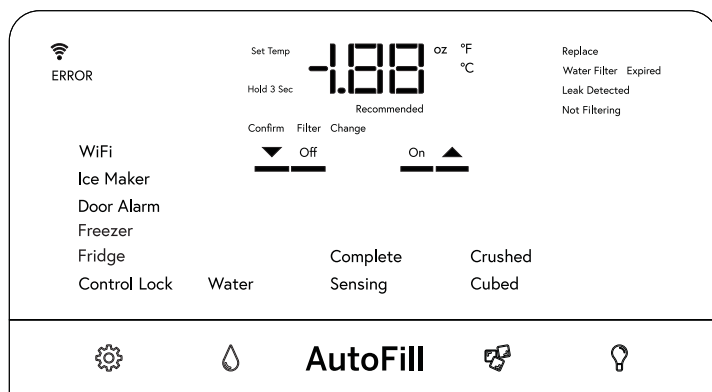 Set Temp -1.88 oz °F
ERROR °C
Hold 3 Sec
Recommended
Replace
Water Filter Expired
Leak Detected
Not Filtering
Confirm Filter Change
Off On
WiFi
Ice Maker
Door Alarm
Freezer
Fridge Complete Crushed
Control Lock Water Sensing Cubed
AutoFill